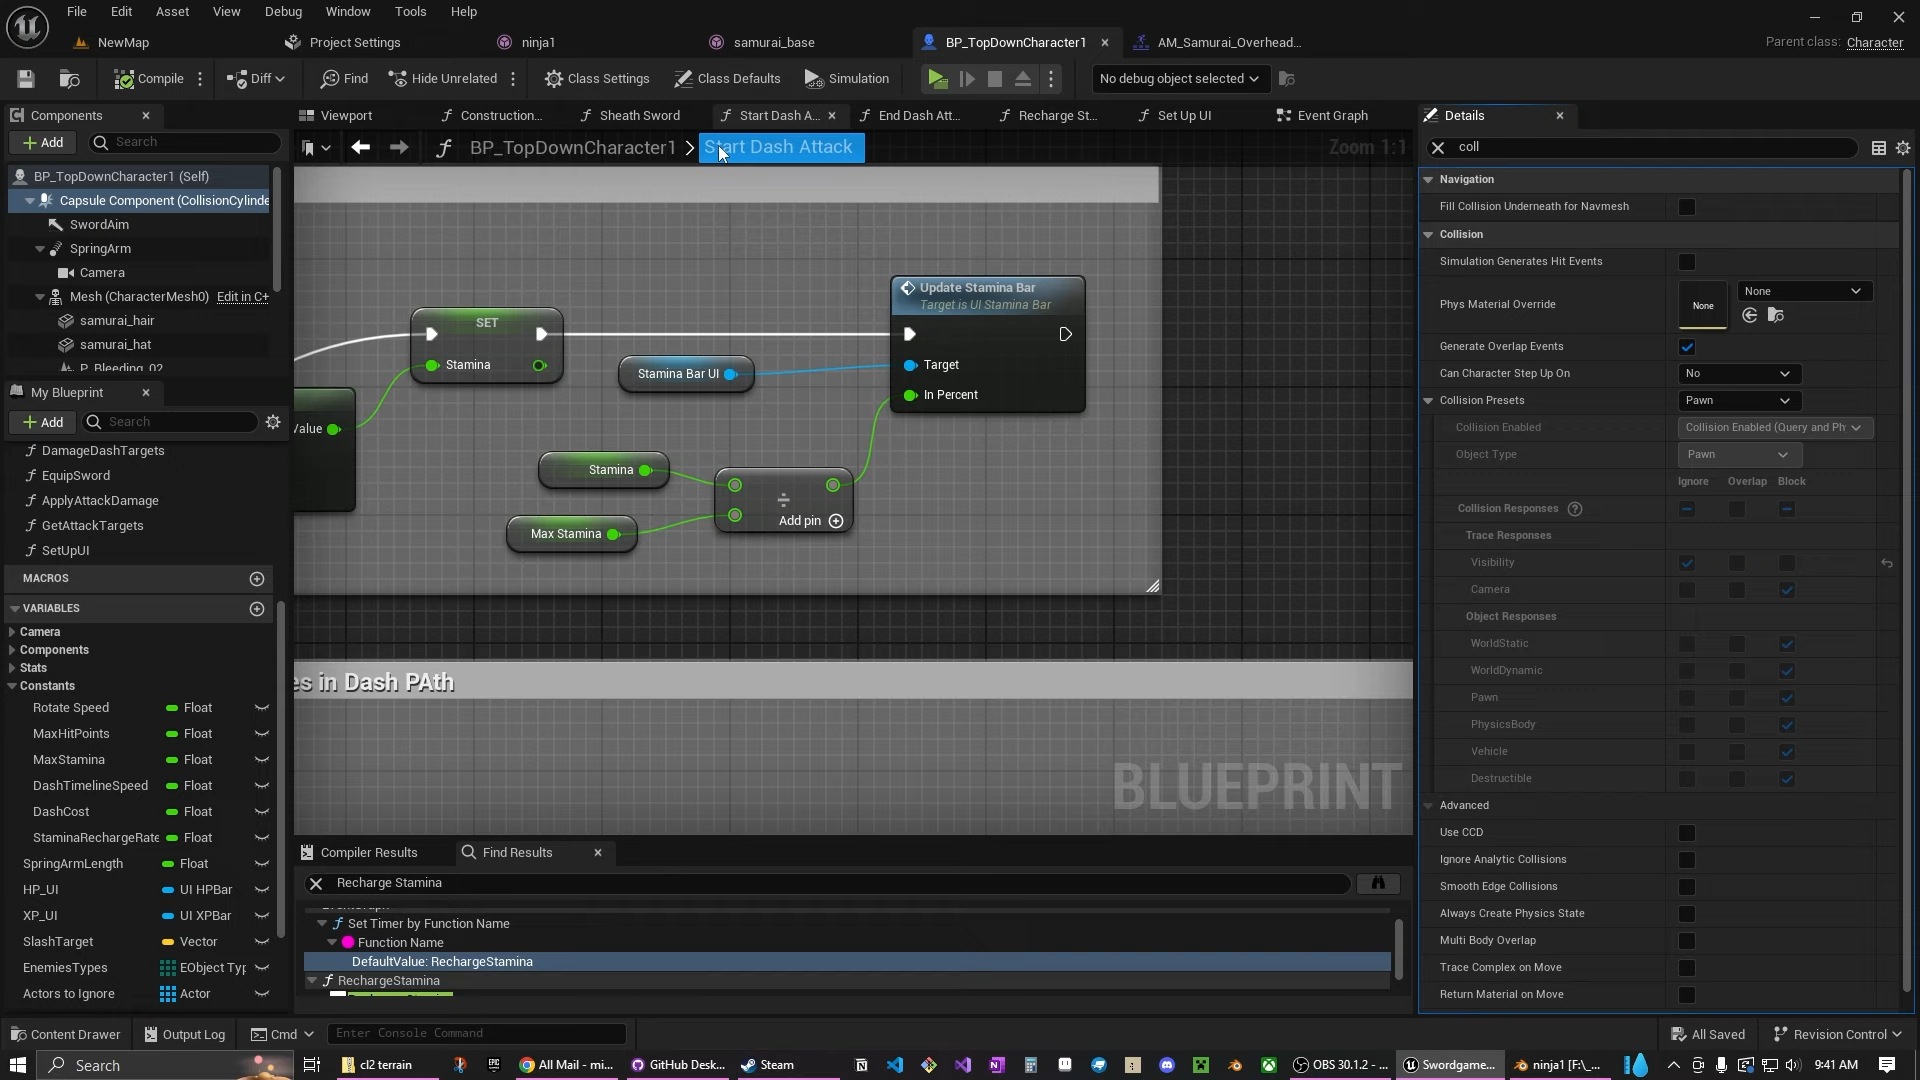 File Edit Asset View Debug Window Tools Help
NewMap Project Settings ninja1 samurai_base BP_TopDownCharacter1 AM_Samurai_Overhead... Parent class: Character
Compile Diff Find Hide Unrelated Class Settings Class Defaults Simulation No debug object selected
Components
Add Search
BP_TopDownCharacter1 (Self)
Capsule Component (CollisionCylinde
SwordAim
SpringArm
Camera
Mesh (CharacterMesh0) Edit in C+
samurai_hair
samurai_hat
P_Bleeding_02
My Blueprint
Add Search
DamageDashTargets
EquipSword
ApplyAttackDamage
GetAttackTargets
SetUpUI
MACROS
VARIABLES
Camera
Components
Stats
Constants
Rotate Speed Float
MaxHitPoints Float
MaxStamina Float
DashTimelineSpeed Float
DashCost Float
StaminaRechargeRate Float
SpringArmLength Float
HP_UI UI HPBar
XP_UI UI XPBar
SlashTarget Vector
EnemiesTypes EObject Typ
Actors to Ignore Actor
Viewport Construction... Sheath Sword Start Dash A... End Dash Att... Recharge St... Set Up UI Event Graph
BP_TopDownCharacter1 > Start Dash Attack Zoom 1:1
SET
Stamina
Value
Stamina Bar UI
Stamina
Max Stamina
÷
Add pin
Update Stamina Bar
Target is UI Stamina Bar
Target
In Percent
es in Dash PAth
BLUEPRINT
Compiler Results Find Results
Recharge Stamina
Set Timer by Function Name
Function Name
DefaultValue: RechargeStamina
RechargeStamina
Details
coll
Navigation
Fill Collision Underneath for Navmesh
Collision
Simulation Generates Hit Events
Phys Material Override None None
Generate Overlap Events
Can Character Step Up On No
Collision Presets Pawn
Collision Enabled Collision Enabled (Query and Ph
Object Type Pawn
Ignore Overlap Block
Collision Responses ?
Trace Responses
Visibility
Camera
Object Responses
WorldStatic
WorldDynamic
Pawn
PhysicsBody
Vehicle
Destructible
Advanced
Use CCD
Ignore Analytic Collisions
Smooth Edge Collisions
Always Create Physics State
Multi Body Overlap
Trace Complex on Move
Return Material on Move
Content Drawer Output Log Cmd Enter Console Command All Saved Revision Control
Search cl2 terrain EPIC All Mail - mi... GitHub Desk... Steam OBS 30.1.2 - ... Swordgame... ninja1 [F:\_... 9:41 AM